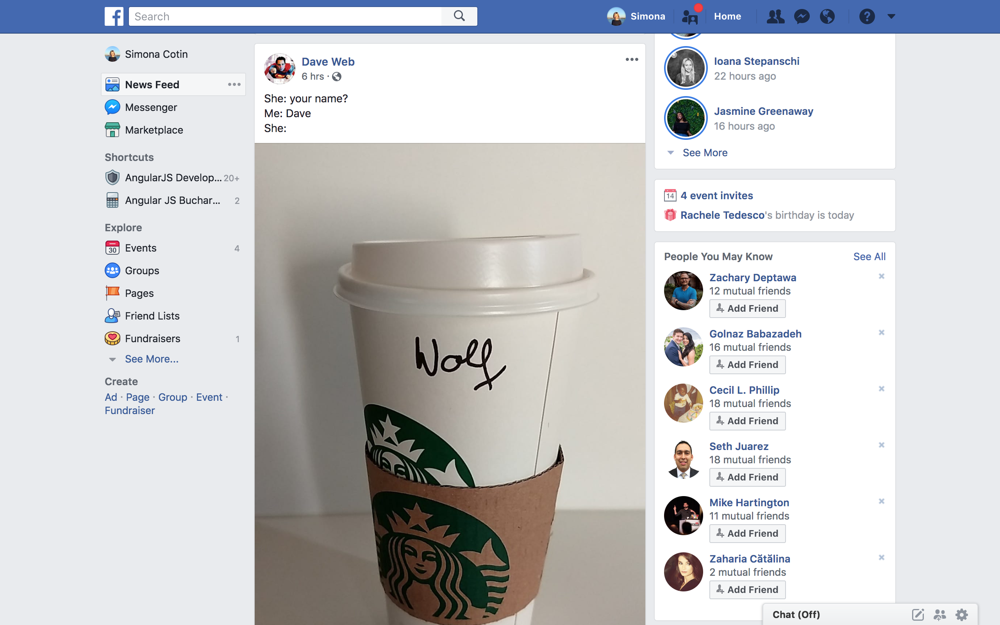 Search
Simona
Home
Simona Cotin
News Feed
Messenger
Marketplace
Shortcuts
AngularJS Develop... 20+
Angular JS Buchar... 2
Explore
30 Events 4
Groups
Pages
Friend Lists
Fundraisers 1
See More...
Create
Ad · Page · Group · Event ·
Fundraiser
Dave Web
6 hrs ·
She: your name?
Me: Dave
She:
Wolf
Ioana Stepanschi
22 hours ago
Jasmine Greenaway
16 hours ago
See More
14 4 event invites
Rachele Tedesco's birthday is today
People You May Know See All
Zachary Deptawa
12 mutual friends
Add Friend
Golnaz Babazadeh
16 mutual friends
Add Friend
Cecil L. Phillip
18 mutual friends
Add Friend
Seth Juarez
18 mutual friends
Add Friend
Mike Hartington
11 mutual friends
Add Friend
Zaharia Cătălina
2 mutual friends
Add Friend
Chat (Off)